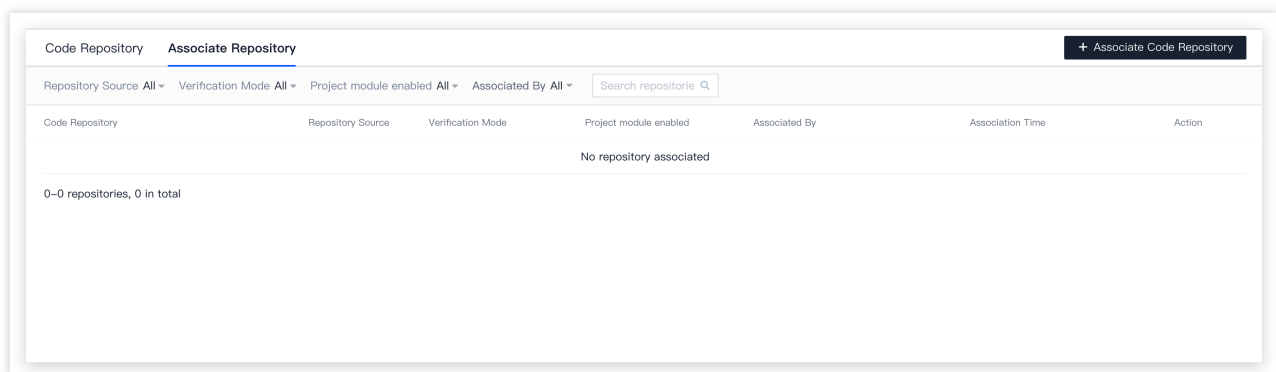 Code Repository Associate Repository + Associate Code Repository
Repository Source All Verification Mode All Project module enabled All Associated By All Search repositorie
Code Repository Repository Source Verification Mode Project module enabled Associated By Association Time Action
No repository associated
0–0 repositories, 0 in total